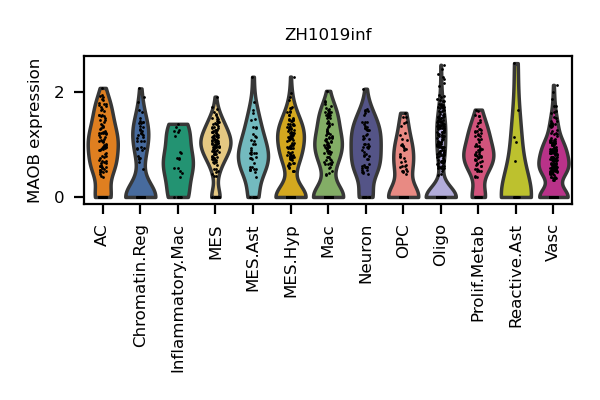 ZH1019inf
MAOB expression
2
0
AC
Chromatin.Reg
Inflammatory.Mac
MES
MES.Ast
MES.Hyp
Mac
Neuron
OPC
Oligo
Prolif.Metab
Reactive.Ast
Vasc